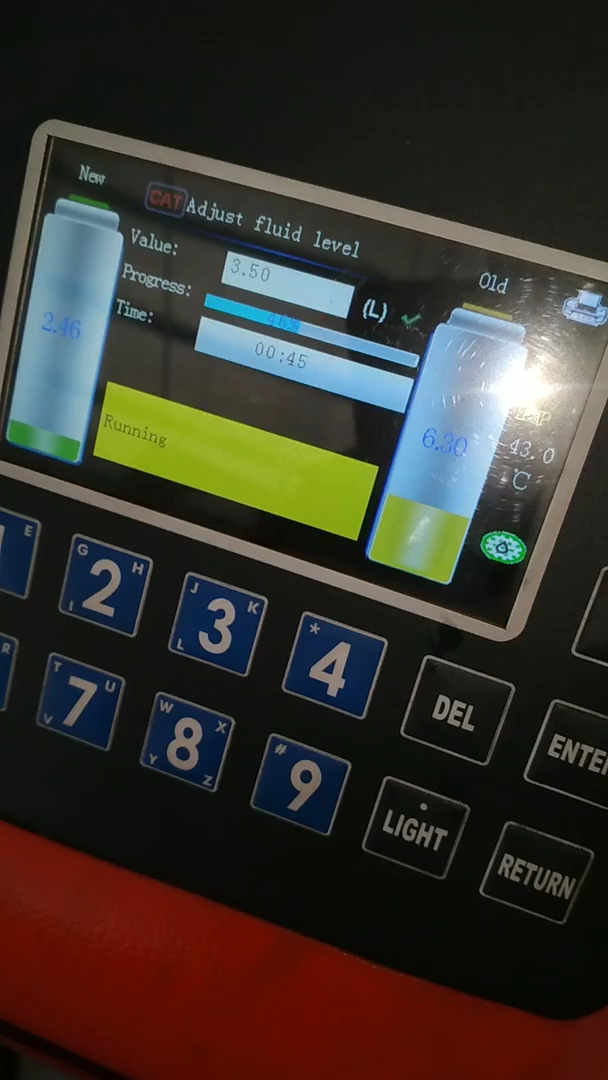 New
CAT Adjust fluid level
Value: 3.50 (L)
Old
Progress: 46%
Time: 00:45
2.46
Running
6.30
43.0
℃
E
G H 2 I
J K 3 L
* 4
DEL
ENTER
R
T U 7 V
W X 8 Y Z
# 9
LIGHT
RETURN